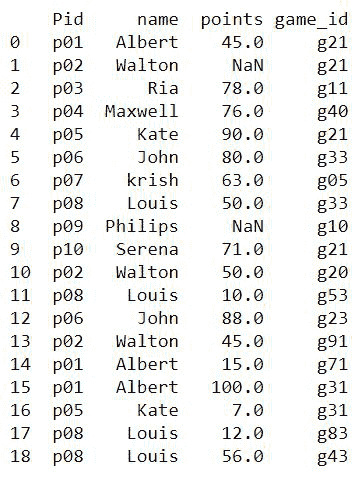 Pid name points game_id
0 p01 Albert 45.0 g21
1 p02 Walton NaN g21
2 p03 Ria 78.0 g11
3 p04 Maxwell 76.0 g40
4 p05 Kate 90.0 g21
5 p06 John 80.0 g33
6 p07 krish 63.0 g05
7 p08 Louis 50.0 g33
8 p09 Philips NaN g10
9 p10 Serena 71.0 g21
10 p02 Walton 50.0 g20
11 p08 Louis 10.0 g53
12 p06 John 88.0 g23
13 p02 Walton 45.0 g91
14 p01 Albert 15.0 g71
15 p01 Albert 100.0 g31
16 p05 Kate 7.0 g31
17 p08 Louis 12.0 g83
18 p08 Louis 56.0 g43